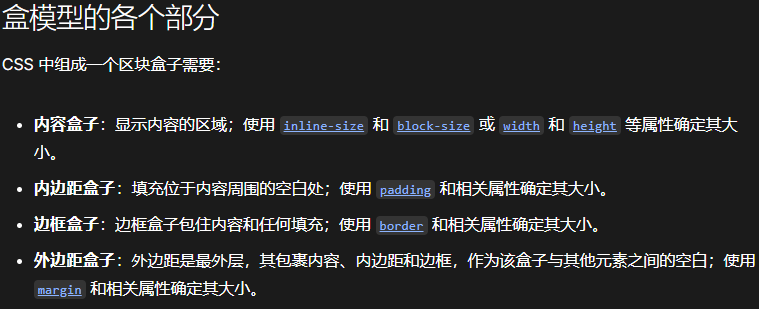 盒模型的各个部分
CSS 中组成一个区块盒子需要：
• 内容盒子：显示内容的区域；使用 inline-size 和 block-size 或 width 和 height 等属性确定其大
小。
• 内边距盒子：填充位于内容周围的空白处；使用 padding 和相关属性确定其大小。
• 边框盒子：边框盒子包住内容和任何填充；使用 border 和相关属性确定其大小。
• 外边距盒子：外边距是最外层，其包裹内容、内边距和边框，作为该盒子与其他元素之间的空白；使用
margin 和相关属性确定其大小。